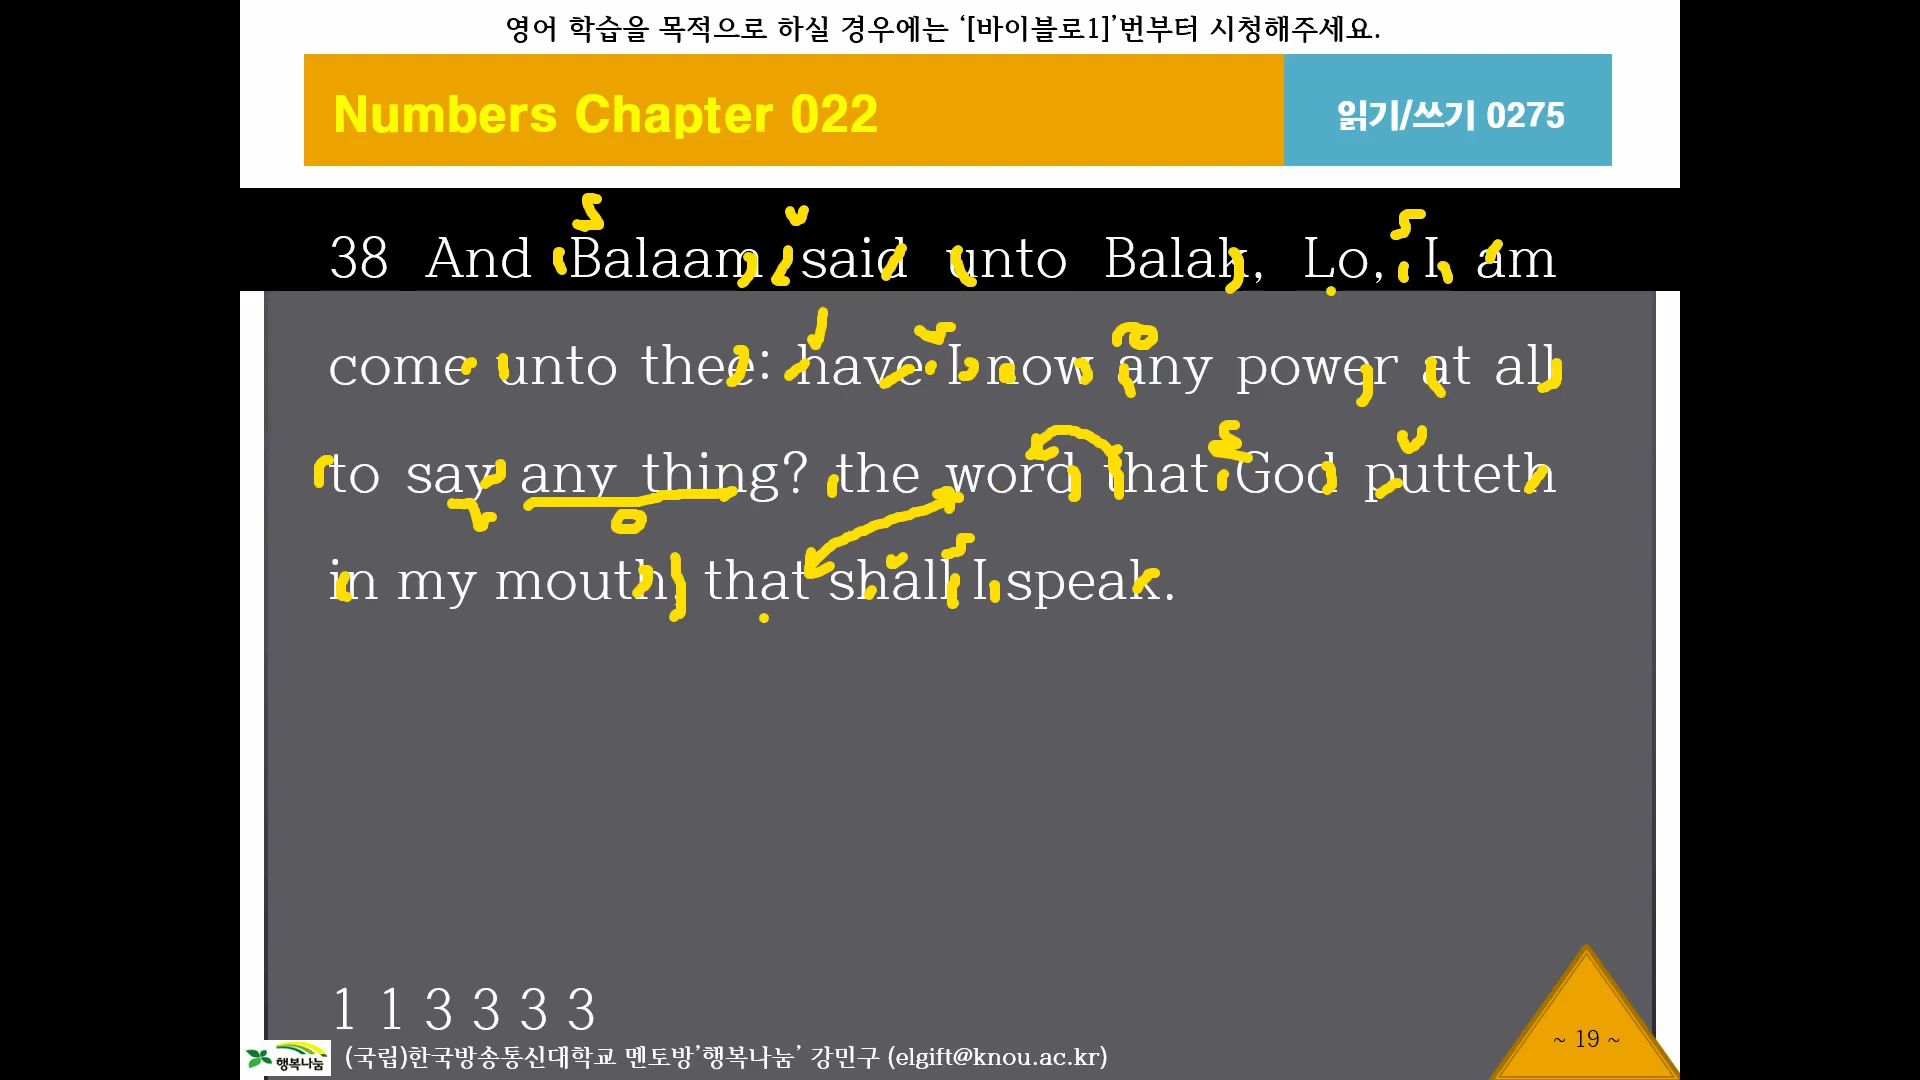 영어 학습을 목적으로 하실 경우에는 ‘[바이블로1]’번부터 시청해주세요.
Numbers Chapter 022
읽기/쓰기 0275
38 And Balaam said unto Balak, Lo, I am
come unto thee: have I now any power at all
to say any thing? the word that God putteth
in my mouth, that shall I speak.
1 1 3 3 3 3
~ 19 ~
행복나눔 (국립)한국방송통신대학교 멘토방’행복나눔’ 강민구 (elgift@knou.ac.kr)